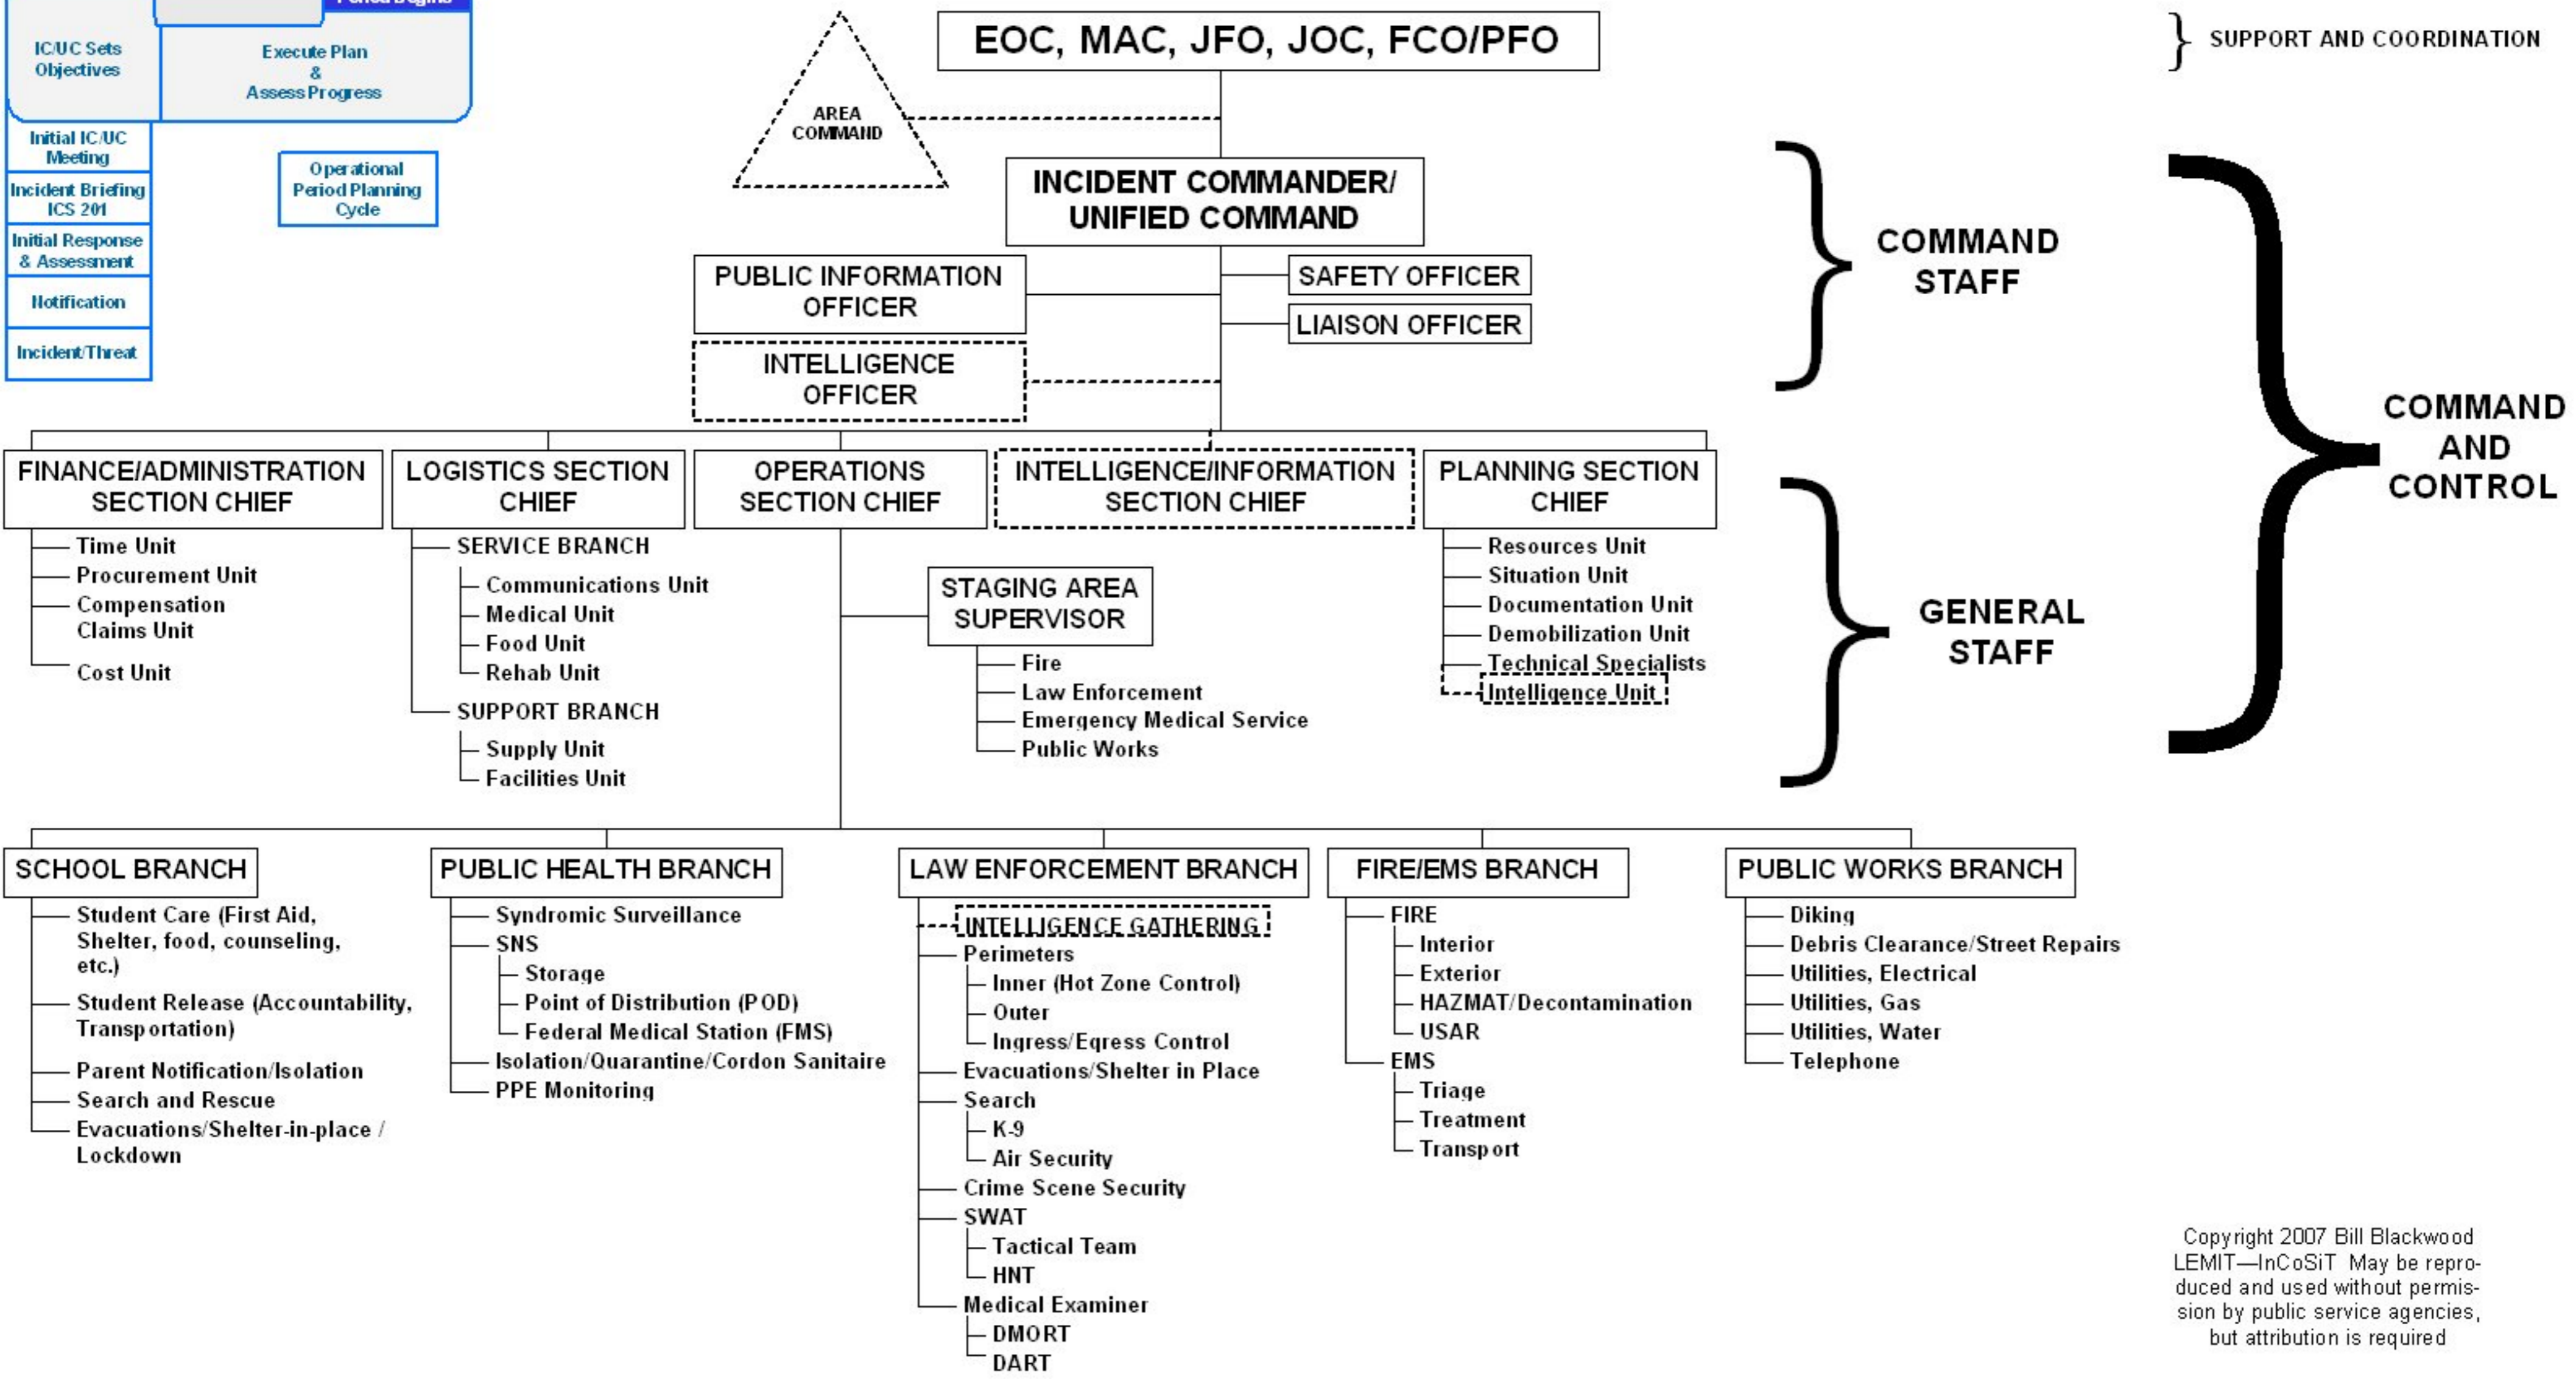 Period Begins
IC/UC Sets
Objectives
Execute Plan
&
Assess Progress
Initial IC/UC
Meeting
Incident Briefing
ICS 201
Initial Response
& Assessment
Notification
Incident/Threat
Operational
Period Planning
Cycle
AREA
COMMAND
EOC, MAC, JFO, JOC, FCO/PFO
SUPPORT AND COORDINATION
INCIDENT COMMANDER/
UNIFIED COMMAND
PUBLIC INFORMATION
OFFICER
SAFETY OFFICER
LIAISON OFFICER
INTELLIGENCE
OFFICER
COMMAND
STAFF
COMMAND
AND
CONTROL
FINANCE/ADMINISTRATION
SECTION CHIEF
Time Unit
Procurement Unit
Compensation
Claims Unit
Cost Unit
LOGISTICS SECTION
CHIEF
SERVICE BRANCH
Communications Unit
Medical Unit
Food Unit
Rehab Unit
SUPPORT BRANCH
Supply Unit
Facilities Unit
OPERATIONS
SECTION CHIEF
STAGING AREA
SUPERVISOR
Fire
Law Enforcement
Emergency Medical Service
Public Works
INTELLIGENCE/INFORMATION
SECTION CHIEF
PLANNING SECTION
CHIEF
Resources Unit
Situation Unit
Documentation Unit
Demobilization Unit
Technical Specialists
Intelligence Unit
GENERAL
STAFF
SCHOOL BRANCH
Student Care (First Aid,
Shelter, food, counseling,
etc.)
Student Release (Accountability,
Transportation)
Parent Notification/Isolation
Search and Rescue
Evacuations/Shelter-in-place /
Lockdown
PUBLIC HEALTH BRANCH
Syndromic Surveillance
SNS
Storage
Point of Distribution (POD)
Federal Medical Station (FMS)
Isolation/Quarantine/Cordon Sanitaire
PPE Monitoring
LAW ENFORCEMENT BRANCH
INTELLIGENCE GATHERING
Perimeters
Inner (Hot Zone Control)
Outer
Ingress/Egress Control
Evacuations/Shelter in Place
Search
K-9
Air Security
Crime Scene Security
SWAT
Tactical Team
HNT
Medical Examiner
DMORT
DART
FIRE/EMS BRANCH
FIRE
Interior
Exterior
HAZMAT/Decontamination
USAR
EMS
Triage
Treatment
Transport
PUBLIC WORKS BRANCH
Diking
Debris Clearance/Street Repairs
Utilities, Electrical
Utilities, Gas
Utilities, Water
Telephone
Copyright 2007 Bill Blackwood
LEMIT—InCoSiT May be repro-
duced and used without permis-
sion by public service agencies,
but attribution is required